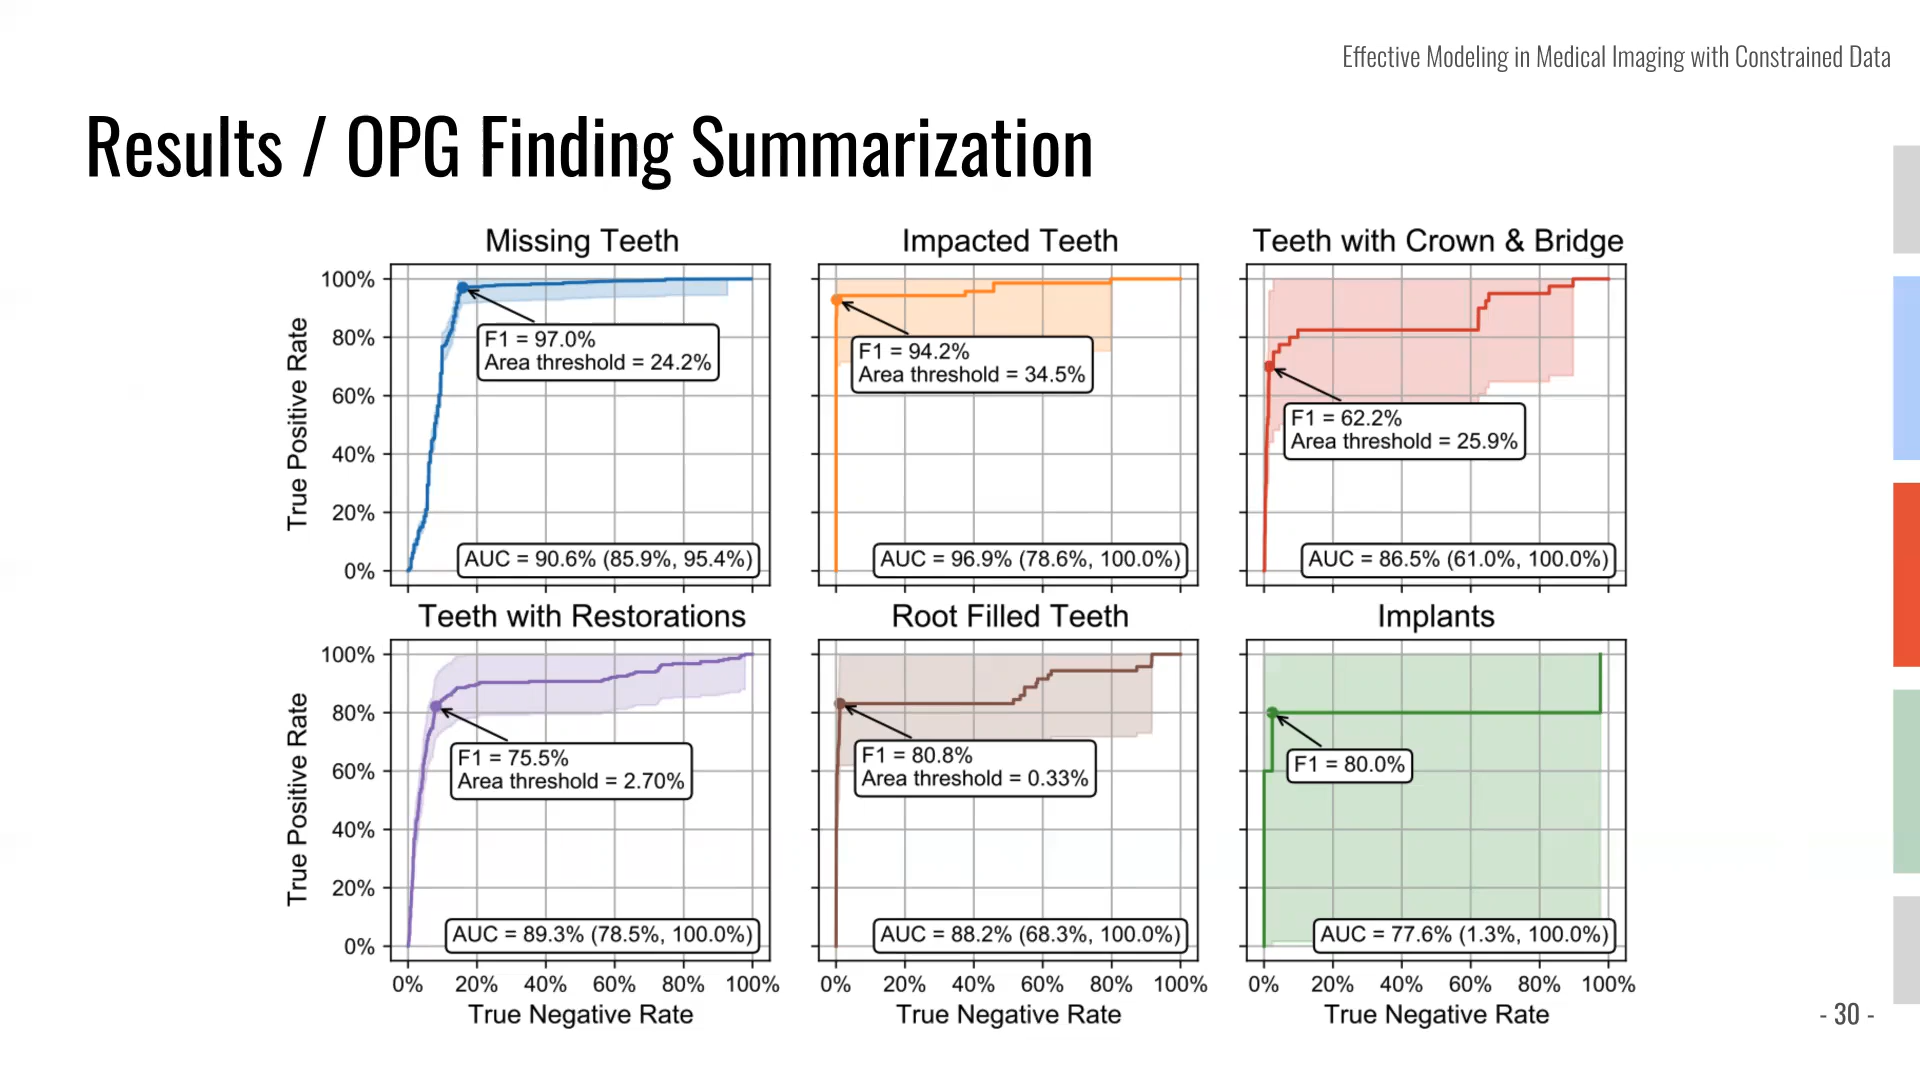 Effective Modeling in Medical Imaging with Constrained Data
Results / OPG Finding Summarization
Missing Teeth
Impacted Teeth
Teeth with Crown & Bridge
True Positive Rate
100%
80%
60%
40%
20%
0%
F1 = 97.0%
Area threshold = 24.2%
AUC = 90.6% (85.9%, 95.4%)
F1 = 94.2%
Area threshold = 34.5%
AUC = 96.9% (78.6%, 100.0%)
F1 = 62.2%
Area threshold = 25.9%
AUC = 86.5% (61.0%, 100.0%)
Teeth with Restorations
Root Filled Teeth
Implants
True Positive Rate
100%
80%
60%
40%
20%
0%
F1 = 75.5%
Area threshold = 2.70%
AUC = 89.3% (78.5%, 100.0%)
F1 = 80.8%
Area threshold = 0.33%
AUC = 88.2% (68.3%, 100.0%)
F1 = 80.0%
AUC = 77.6% (1.3%, 100.0%)
0% 20% 40% 60% 80% 100%
0% 20% 40% 60% 80% 100%
0% 20% 40% 60% 80% 100%
True Negative Rate
True Negative Rate
True Negative Rate
- 30 -